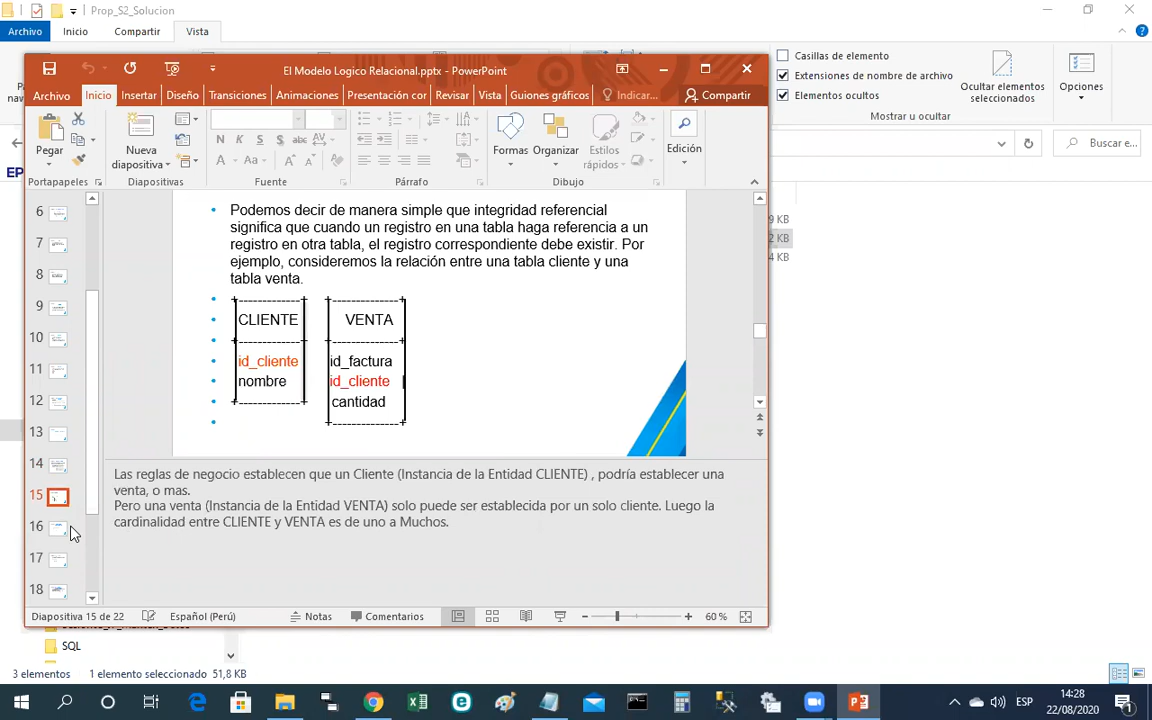 Prop_S2_Solucion
Archivo Inicio Compartir Vista
Casillas de elemento
Extensiones de nombre de archivo
Elementos ocultos
Ocultar elementos
seleccionados
Opciones
Mostrar u ocultar
Buscar e...
El Modelo Logico Relacional.pptx - PowerPoint
Archivo Inicio Insertar Diseño Transiciones Animaciones Presentación cor Revisar Vista Guiones gráficos Indicar... Compartir
Pegar
Nueva
diapositiva
N K S S abc AV
A Aa A A
Formas Organizar Estilos
rápidos
Edición
Portapapeles Diapositivas Fuente Párrafo Dibujo
6
7
8
9
10
11
12
13
14
15
16
17
18
Podemos decir de manera simple que integridad referencial
significa que cuando un registro en una tabla haga referencia a un
registro en otra tabla, el registro correspondiente debe existir. Por
ejemplo, consideremos la relación entre una tabla cliente y una
tabla venta.
+-------------+ +--------------+
CLIENTE VENTA
+-------------+ +--------------+
id_cliente id_factura
nombre id_cliente
+-------------+ cantidad
+--------------+
Las reglas de negocio establecen que un Cliente (Instancia de la Entidad CLIENTE) , podría establecer una
venta, o mas.
Pero una venta (Instancia de la Entidad VENTA) solo puede ser establecida por un solo cliente. Luego la
cardinalidad entre CLIENTE y VENTA es de uno a Muchos.
9 KB
2 KB
4 KB
Diapositiva 15 de 22 Español (Perú) Notas Comentarios 60 %
SQL
3 elementos 1 elemento seleccionado 51,8 KB
ESP
14:28
22/08/2020